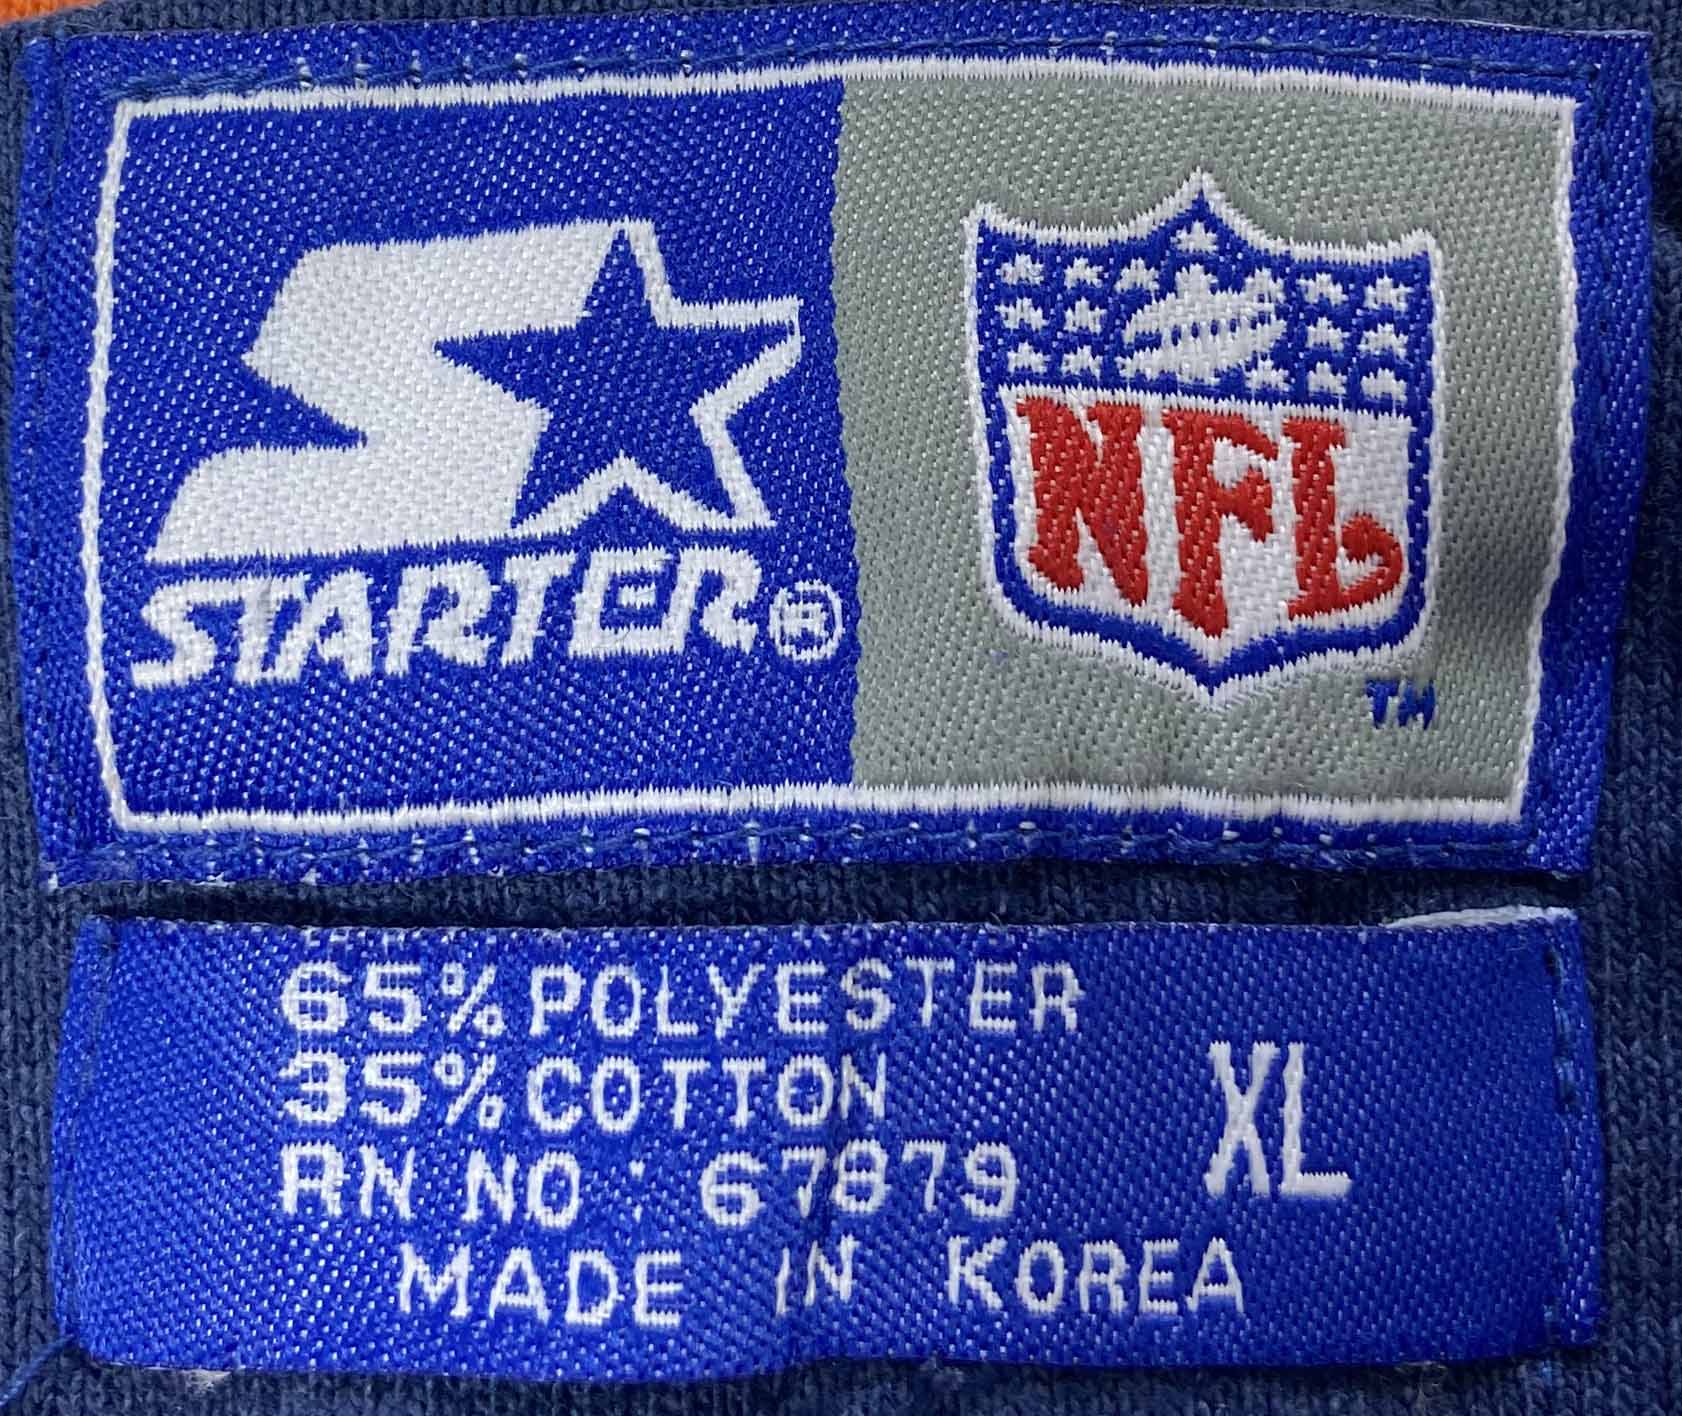 STARTER®
NFL
TM
65% POLYESTER
35% COTTON
RN NO: 67879
XL
MADE IN KOREA